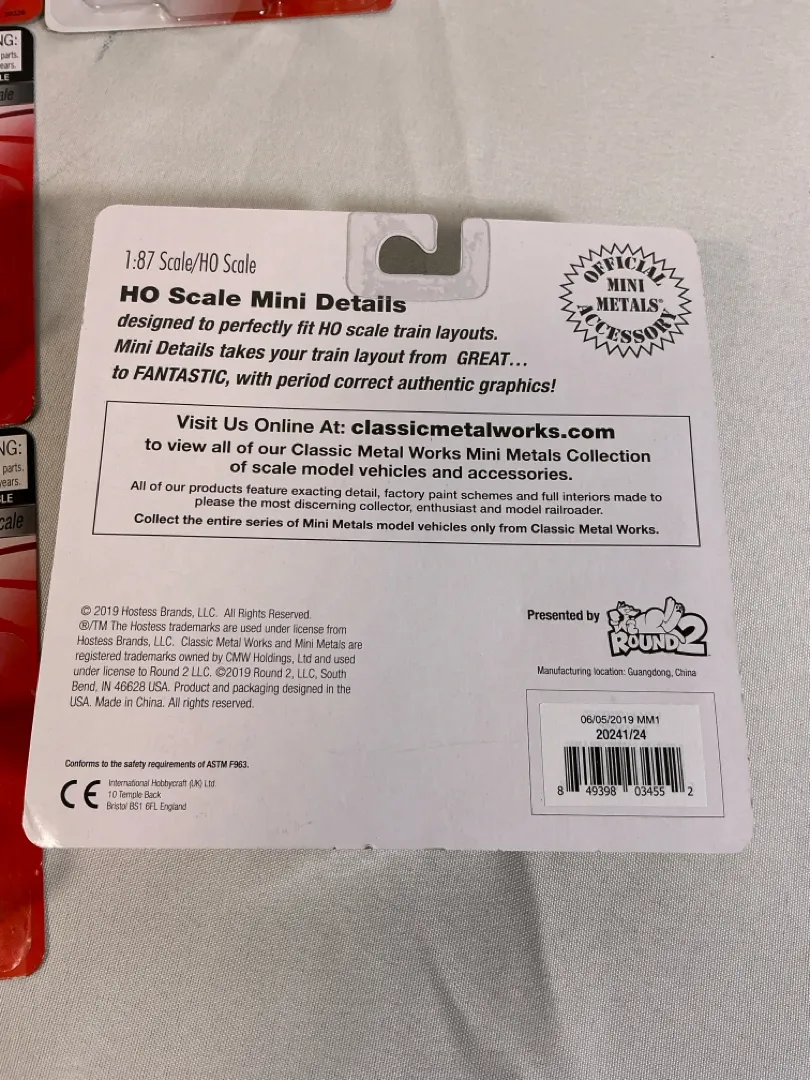 NG:
parts.
ears.
LE
ale
NG:
parts.
years.
LE
cale
1:87 Scale/HO Scale
HO Scale Mini Details
designed to perfectly fit HO scale train layouts.
Mini Details takes your train layout from GREAT...
to FANTASTIC, with period correct authentic graphics!
OFFICIAL
MINI
METALS®
ACCESSORY
Visit Us Online At: classicmetalworks.com
to view all of our Classic Metal Works Mini Metals Collection
of scale model vehicles and accessories.
All of our products feature exacting detail, factory paint schemes and full interiors made to
please the most discerning collector, enthusiast and model railroader.
Collect the entire series of Mini Metals model vehicles only from Classic Metal Works.
© 2019 Hostess Brands, LLC. All Rights Reserved.
®/TM The Hostess trademarks are used under license from
Hostess Brands, LLC. Classic Metal Works and Mini Metals are
registered trademarks owned by CMW Holdings, Ltd and used
under license to Round 2 LLC. ©2019 Round 2, LLC, South
Bend, IN 46628 USA. Product and packaging designed in the
USA. Made in China. All rights reserved.
Presented by
ROUND 2
Manufacturing location: Guangdong, China
Conforms to the safety requirements of ASTM F963.
CE
International Hobbycraft (UK) Ltd.
10 Temple Back
Bristol BS1 6FL England
06/05/2019 MM1
20241/24
8 49398 03455 2